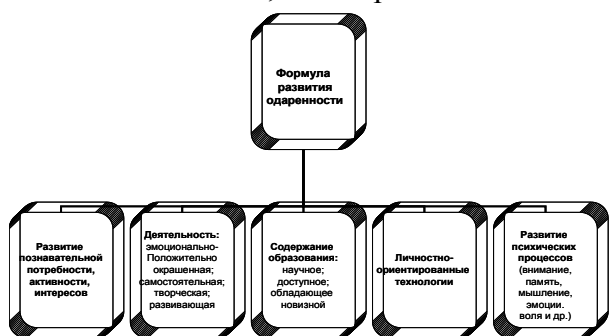 Формула
развития
одаренности
Развитие
познавательной
потребности,
активности,
интересов
Деятельность:
эмоционально-
Положительно
окрашенная;
самостоятельная;
творческая;
развивающая
Содержание
образования:
научное;
доступное;
обладающее
новизной
Личностно-
ориентированные
технологии
Развитие
психических
процессов
(внимание,
память,
мышление,
эмоции.
воля и др.)